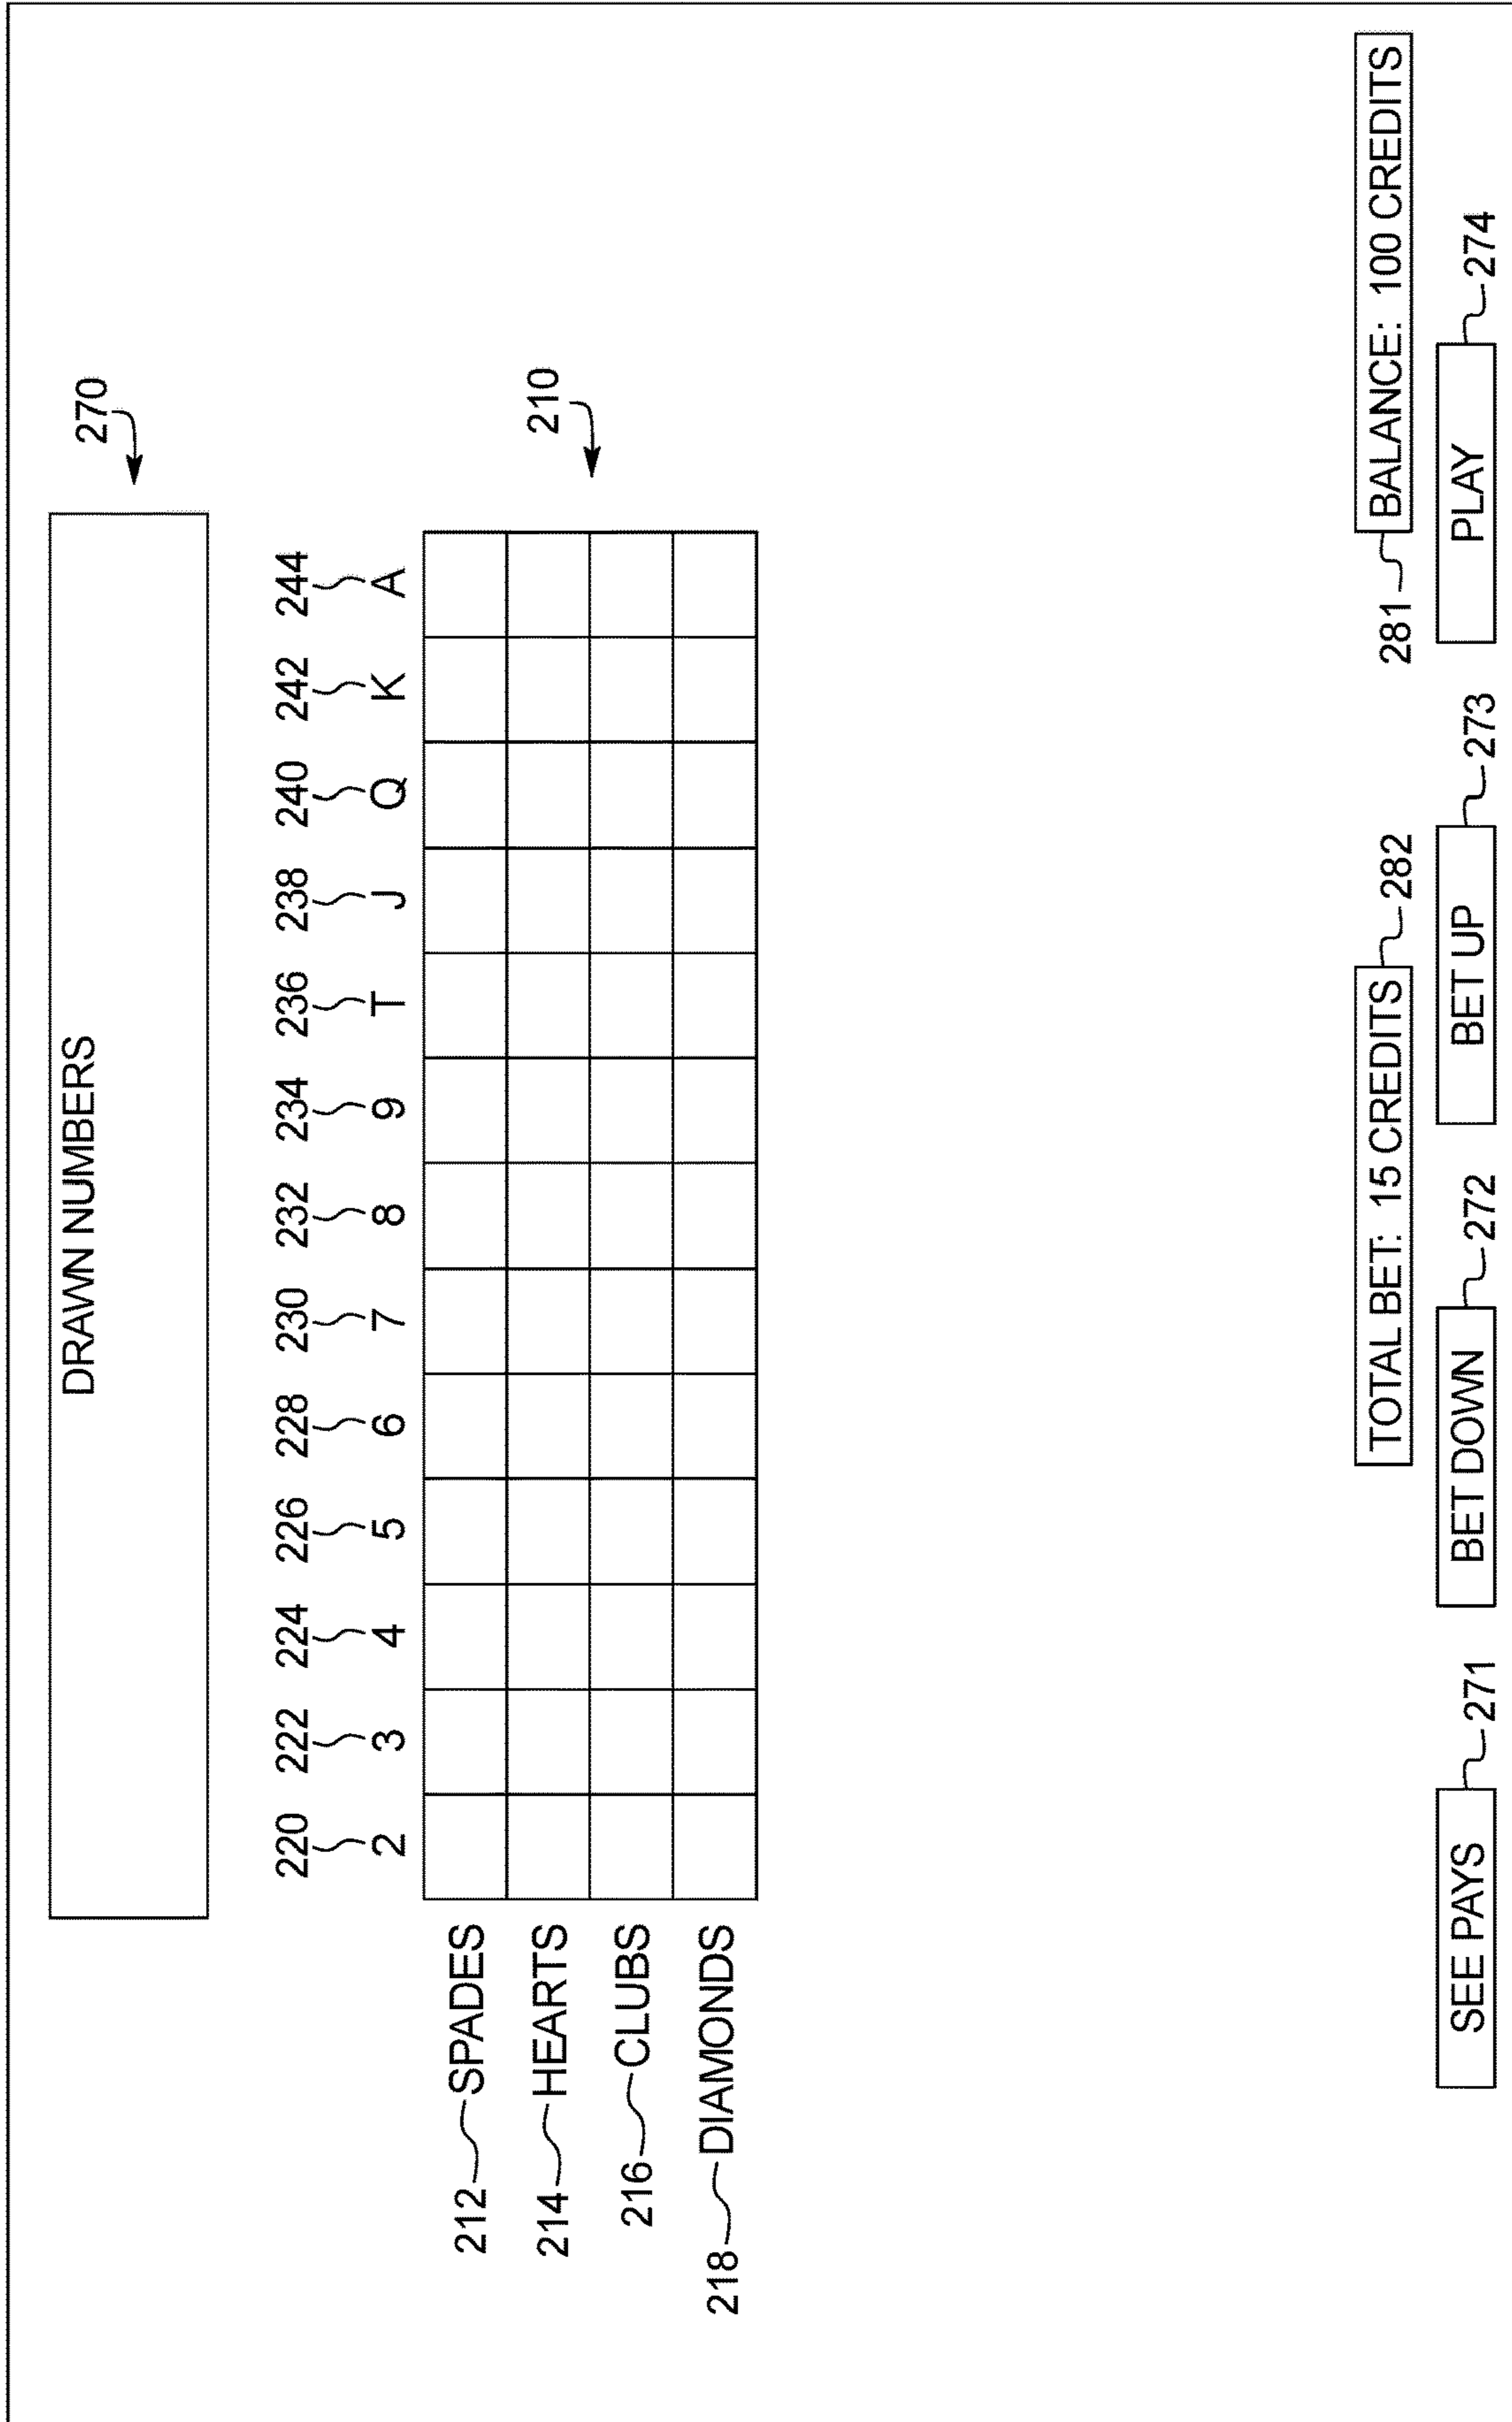 DRAWN NUMBERS
270
220 222 224 226 228 230 232 234 236 238 240 242 244
2 3 4 5 6 7 8 9 T J Q K A
212 SPADES
210
214 HEARTS
216 CLUBS
218 DIAMONDS
TOTAL BET: 15 CREDITS 282
281 BALANCE: 100 CREDITS
SEE PAYS 271
BET DOWN 272
BET UP 273
PLAY 274